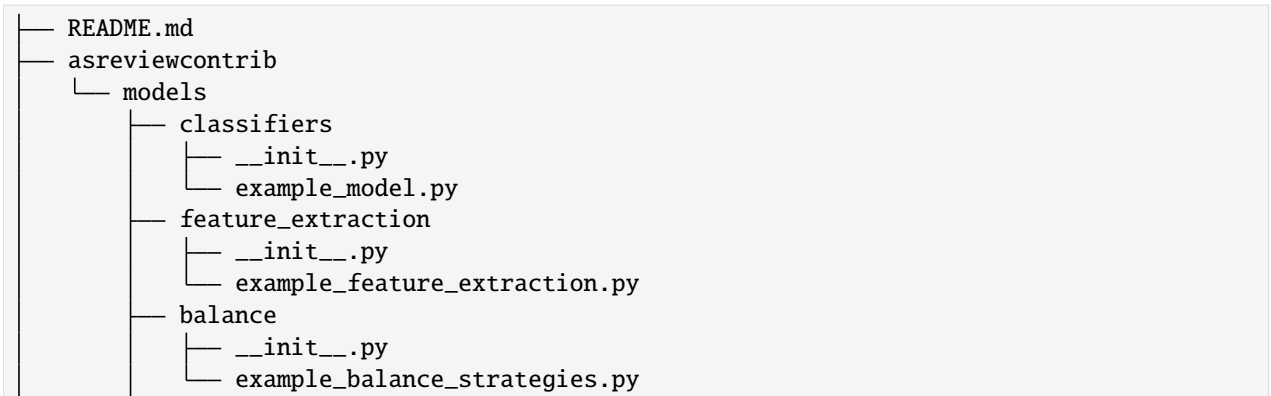 ├── README.md
├── asreviewcontrib
│   └── models
│       ├── classifiers
│       │   ├── __init__.py
│       │   └── example_model.py
│       ├── feature_extraction
│       │   ├── __init__.py
│       │   └── example_feature_extraction.py
│       ├── balance
│       │   ├── __init__.py
│       │   └── example_balance_strategies.py